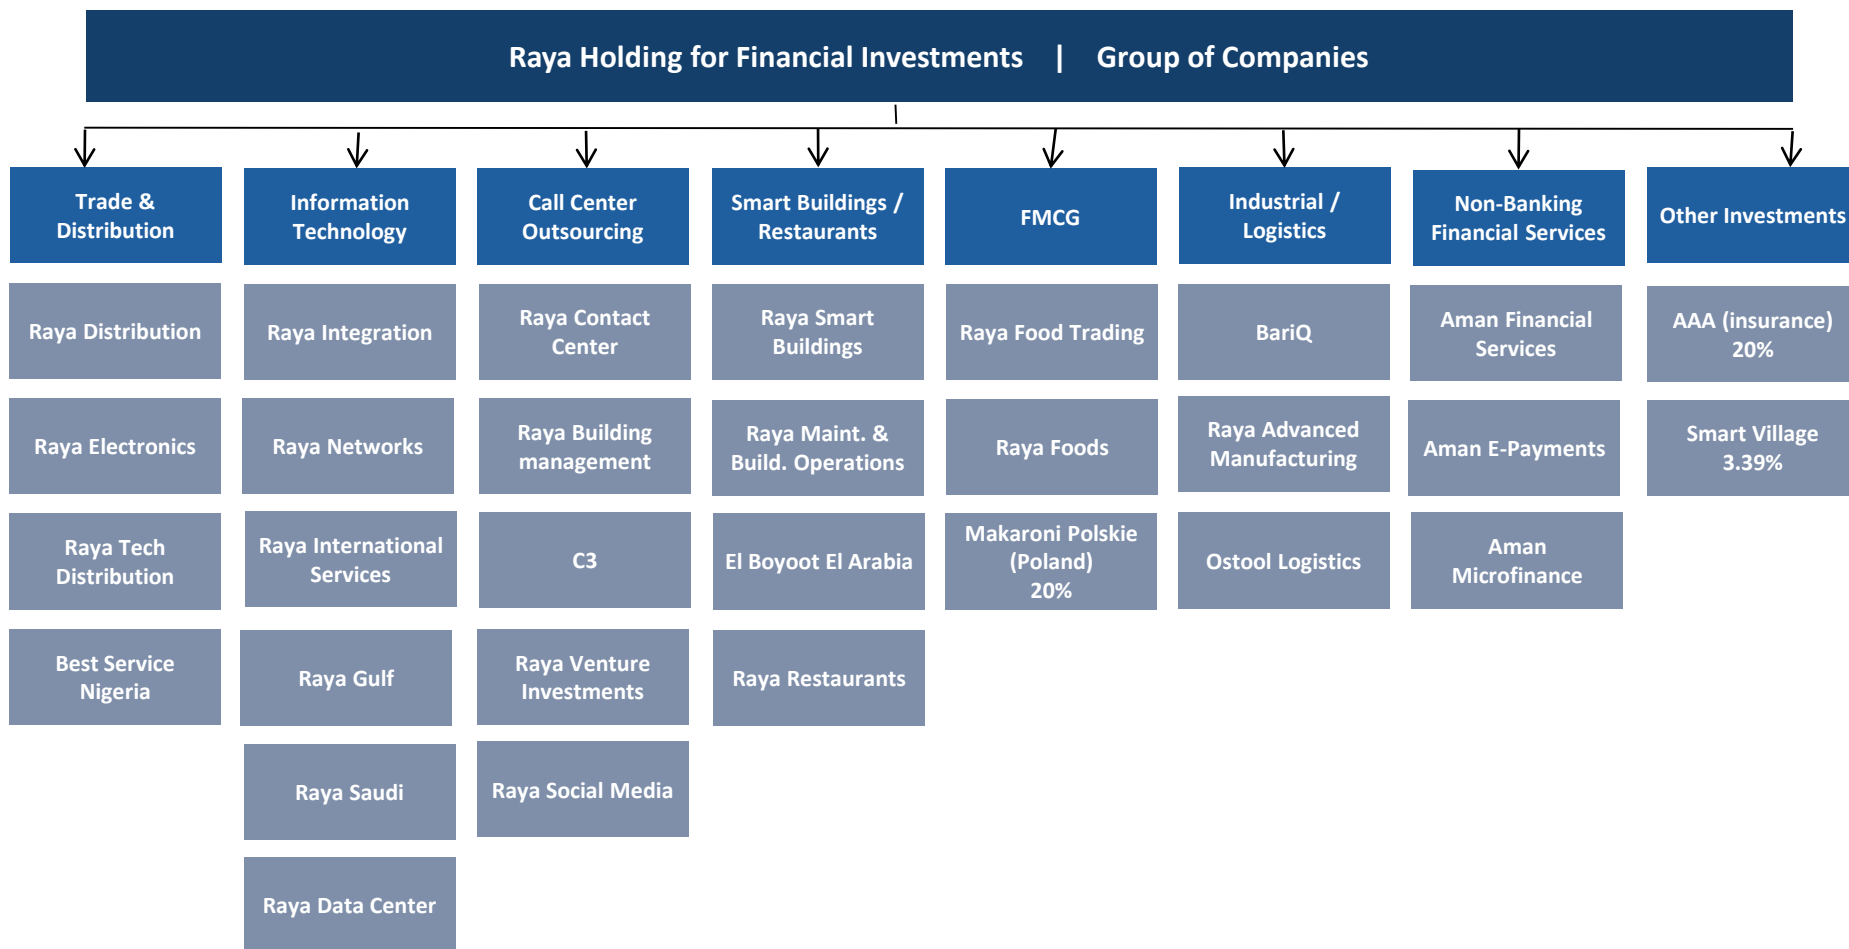 Raya Holding for Financial Investments | Group of Companies
Trade &
Distribution
Information
Technology
Call Center
Outsourcing
Smart Buildings /
Restaurants
FMCG
Industrial /
Logistics
Non-Banking
Financial Services
Other Investments
Raya Distribution
Raya Integration
Raya Contact
Center
Raya Smart
Buildings
Raya Food Trading
BariQ
Aman Financial
Services
AAA (insurance)
20%
Raya Electronics
Raya Networks
Raya Building
management
Raya Maint. &
Build. Operations
Raya Foods
Raya Advanced
Manufacturing
Aman E-Payments
Smart Village
3.39%
Raya Tech
Distribution
Raya International
Services
C3
El Boyoot El Arabia
Makaroni Polskie
(Poland)
20%
Ostool Logistics
Aman
Microfinance
Best Service
Nigeria
Raya Gulf
Raya Venture
Investments
Raya Restaurants
Raya Saudi
Raya Social Media
Raya Data Center